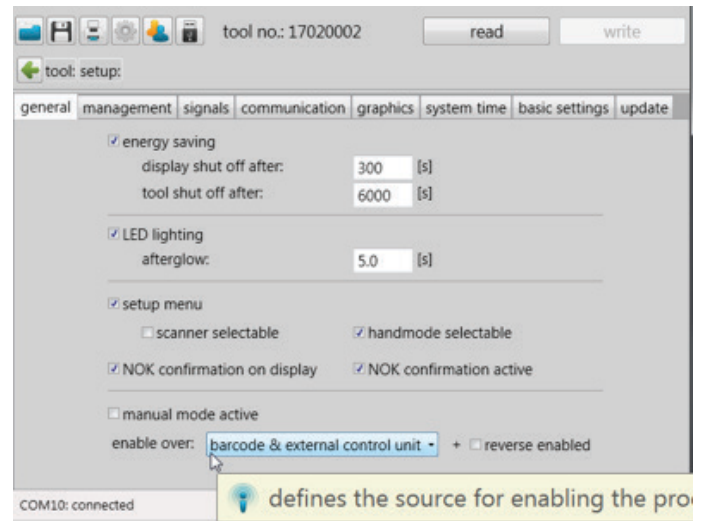 tool no.: 17020002 read write
tool: setup:
general management signals communication graphics system time basic settings update
energy saving
display shut off after: 300 [s]
tool shut off after: 6000 [s]
LED lighting
afterglow: 5.0 [s]
setup menu
scanner selectable handmode selectable
NOK confirmation on display NOK confirmation active
manual mode active
enable over: barcode & external control unit + reverse enabled
COM10: connected defines the source for enabling the pro